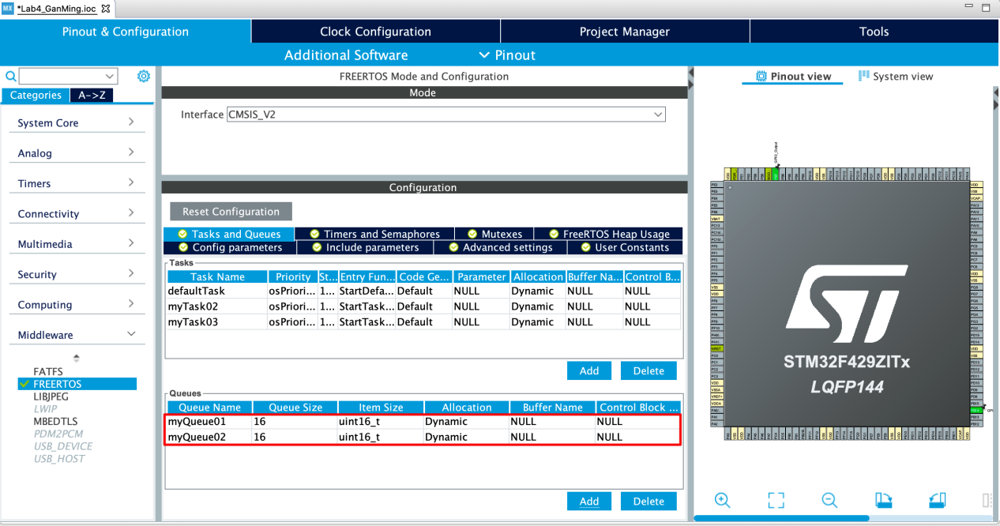 MX *Lab4_GanMing.ioc
Pinout & Configuration
Clock Configuration
Project Manager
Tools
Additional Software
Pinout
Categories
A->Z
System Core
Analog
Timers
Connectivity
Multimedia
Security
Computing
Middleware
FATFS
FREERTOS
LIBJPEG
LWIP
MBEDTLS
PDM2PCM
USB_DEVICE
USB_HOST
FREERTOS Mode and Configuration
Mode
Interface CMSIS_V2
Configuration
Reset Configuration
Tasks and Queues
Timers and Semaphores
Mutexes
FreeRTOS Heap Usage
Config parameters
Include parameters
Advanced settings
User Constants
Tasks
Task Name Priority St... Entry Fun... Code Ge... Parameter Allocation Buffer Na... Control B...
defaultTask osPriori... 1... StartDefa... Default NULL Dynamic NULL NULL
myTask02 osPriori... 1... StartTask... Default NULL Dynamic NULL NULL
myTask03 osPriori... 1... StartTask... Default NULL Dynamic NULL NULL
Add Delete
Queues
Queue Name Queue Size Item Size Allocation Buffer Name Control Block ...
myQueue01 16 uint16_t Dynamic NULL NULL
myQueue02 16 uint16_t Dynamic NULL NULL
Add Delete
Pinout view
System view
GPIO_Output
STM32F429ZITx
LQFP144